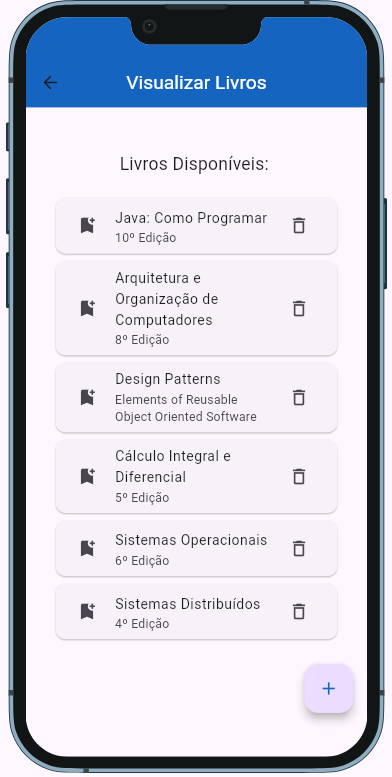 Visualizar Livros
Livros Disponíveis:
Java: Como Programar
10º Edição
Arquitetura e
Organização de
Computadores
8º Edição
Design Patterns
Elements of Reusable
Object Oriented Software
Cálculo Integral e
Diferencial
5º Edição
Sistemas Operacionais
6º Edição
Sistemas Distribuídos
4º Edição